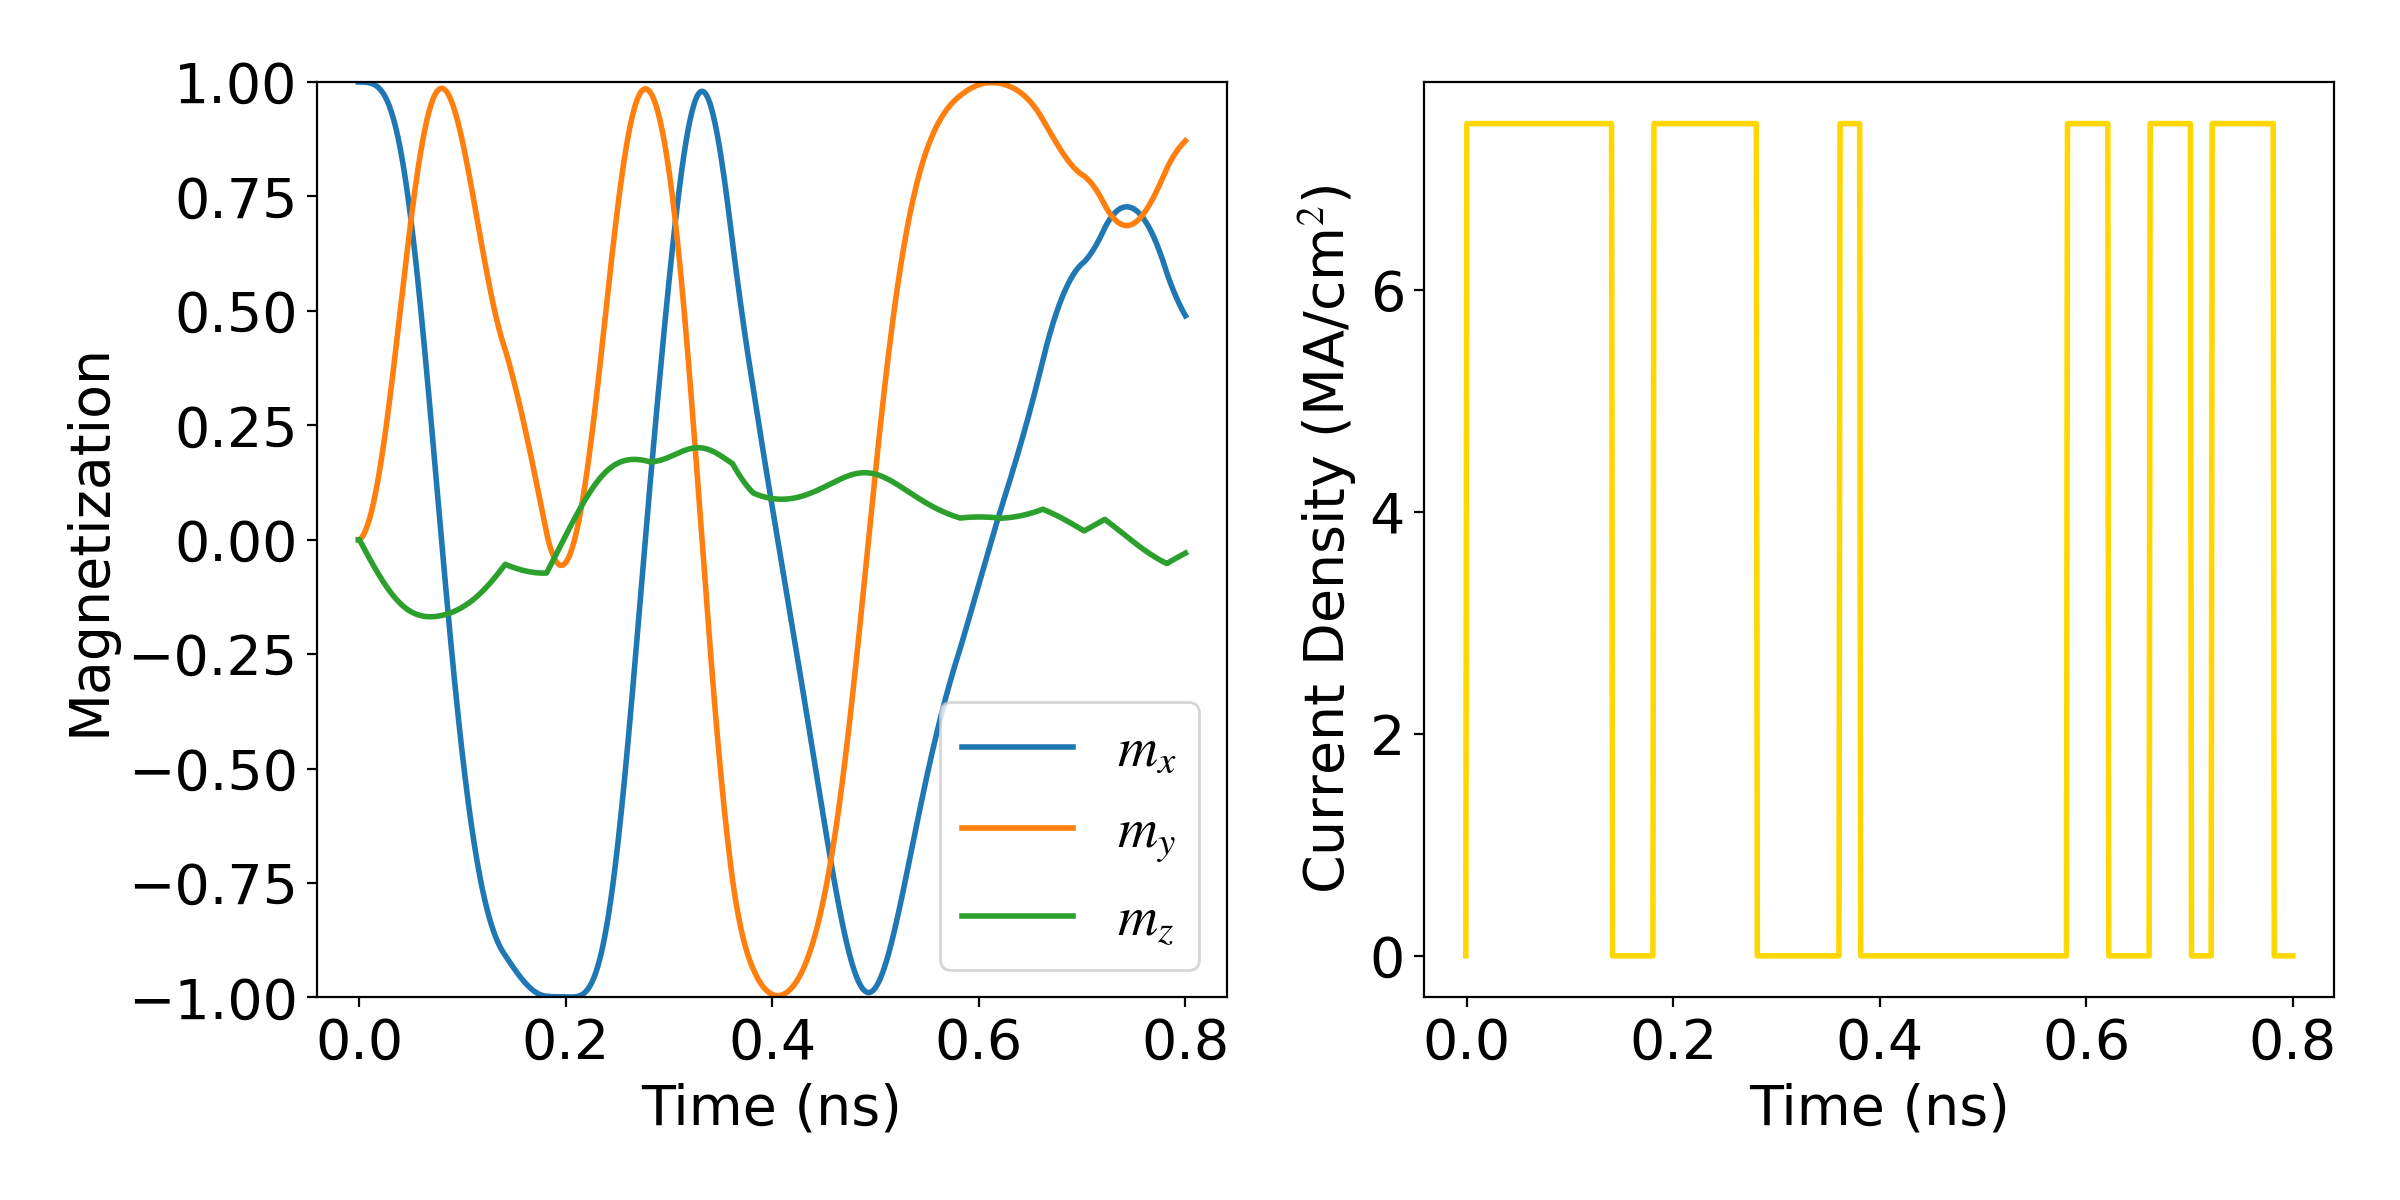 1.00
0.75
0.50
0.25
0.00
−0.25
−0.50
−0.75
−1.00
Magnetization
0.0 0.2 0.4 0.6 0.8
Time (ns)
m_x
m_y
m_z
6
4
2
0
Current Density (MA/cm²)
0.0 0.2 0.4 0.6 0.8
Time (ns)